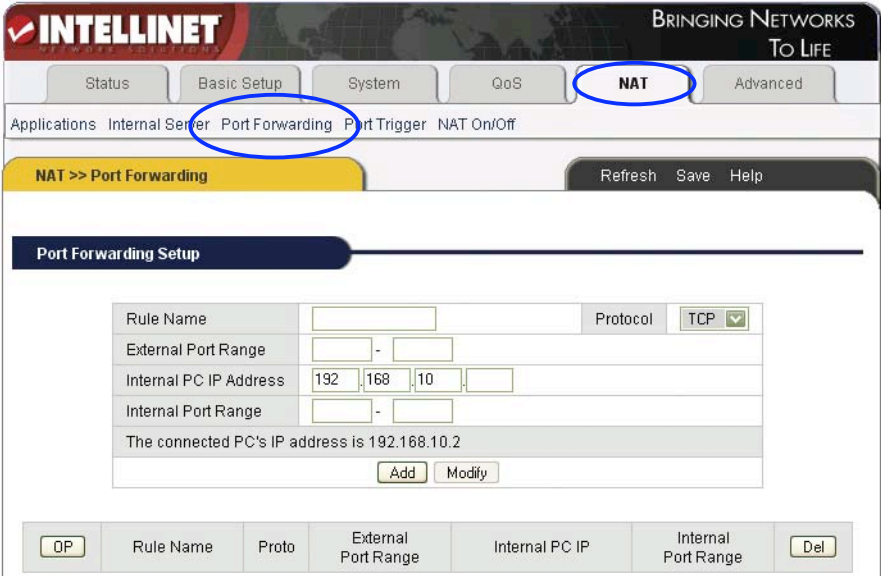 INTELLINET
NETWORK SOLUTIONS
BRINGING NETWORKS
TO LIFE
Status Basic Setup System QoS NAT Advanced
Applications Internal Server Port Forwarding Port Trigger NAT On/Off
NAT >> Port Forwarding Refresh Save Help
Port Forwarding Setup
Rule Name Protocol TCP
External Port Range -
Internal PC IP Address 192 .168 .10 .
Internal Port Range -
The connected PC's IP address is 192.168.10.2
Add Modify
OP Rule Name Proto External Port Range Internal PC IP Internal Port Range Del